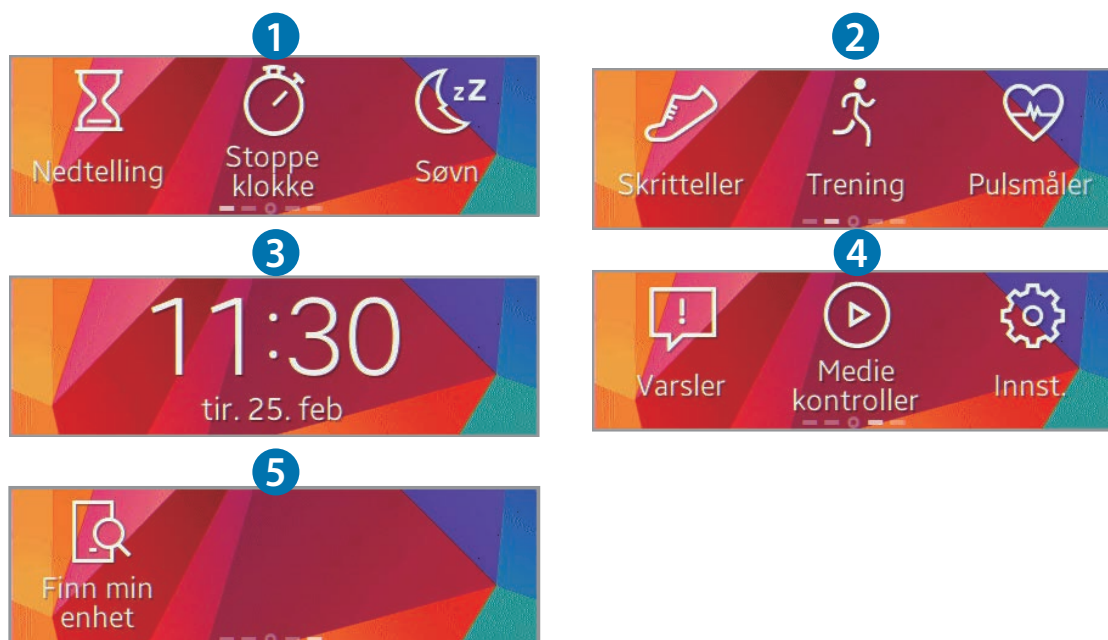 1
Nedtelling
Stoppe
klokke
Søvn
2
Skritteller
Trening
Pulsmåler
3
11:30
tir. 25. feb
4
Varsler
Medie
kontroller
Innst.
5
Finn min
enhet